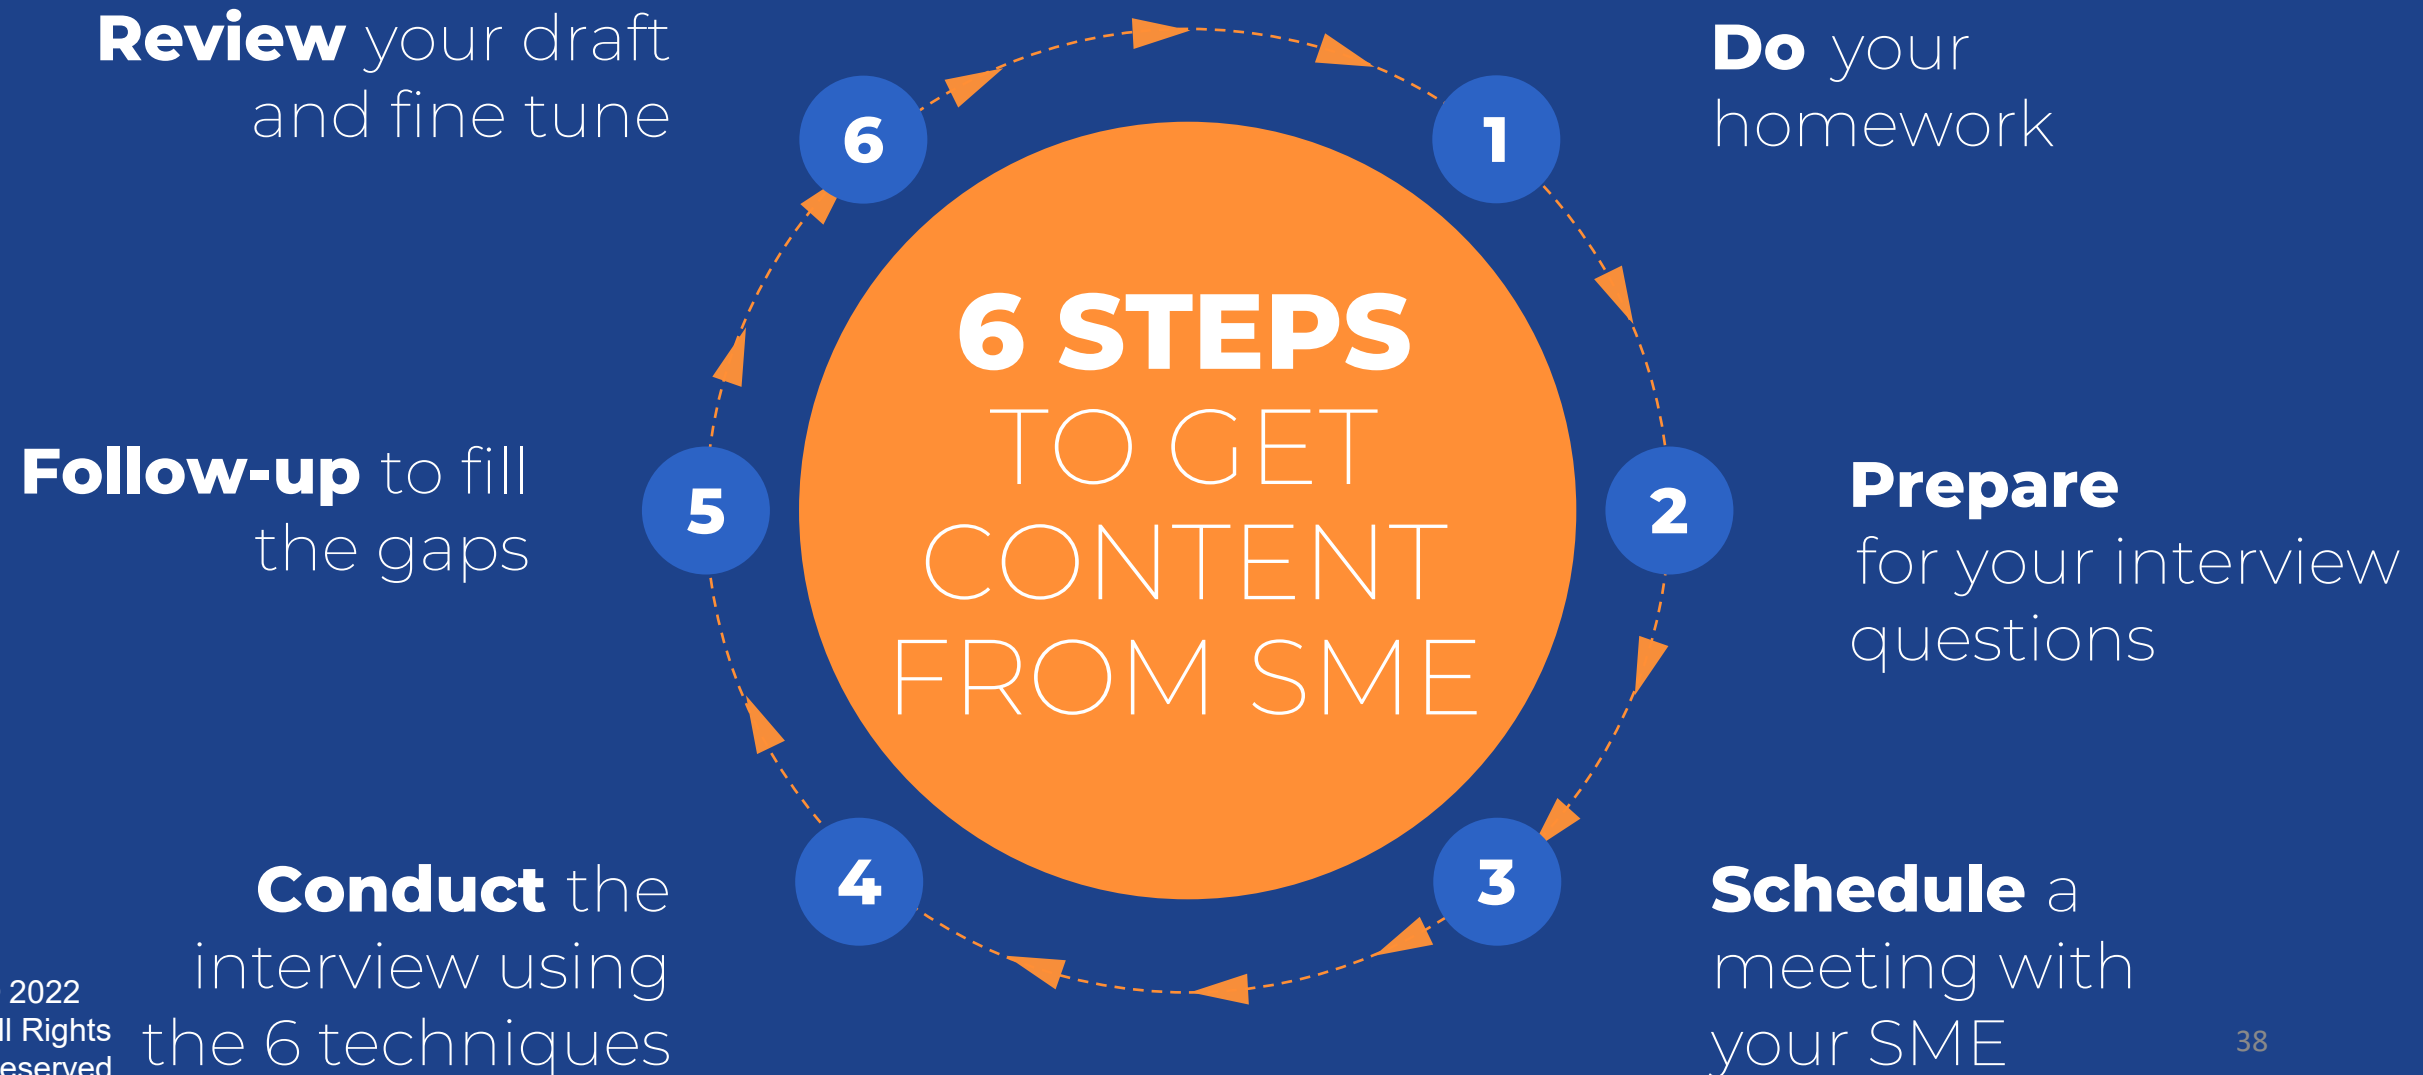 6 STEPS
TO GET
CONTENT
FROM SME
1
Do your
homework
2
Prepare
for your interview
questions
3
Schedule a
meeting with
your SME
4
Conduct the
interview using
the 6 techniques
5
Follow-up to fill
the gaps
6
Review your draft
and fine tune
2022
Rights
38